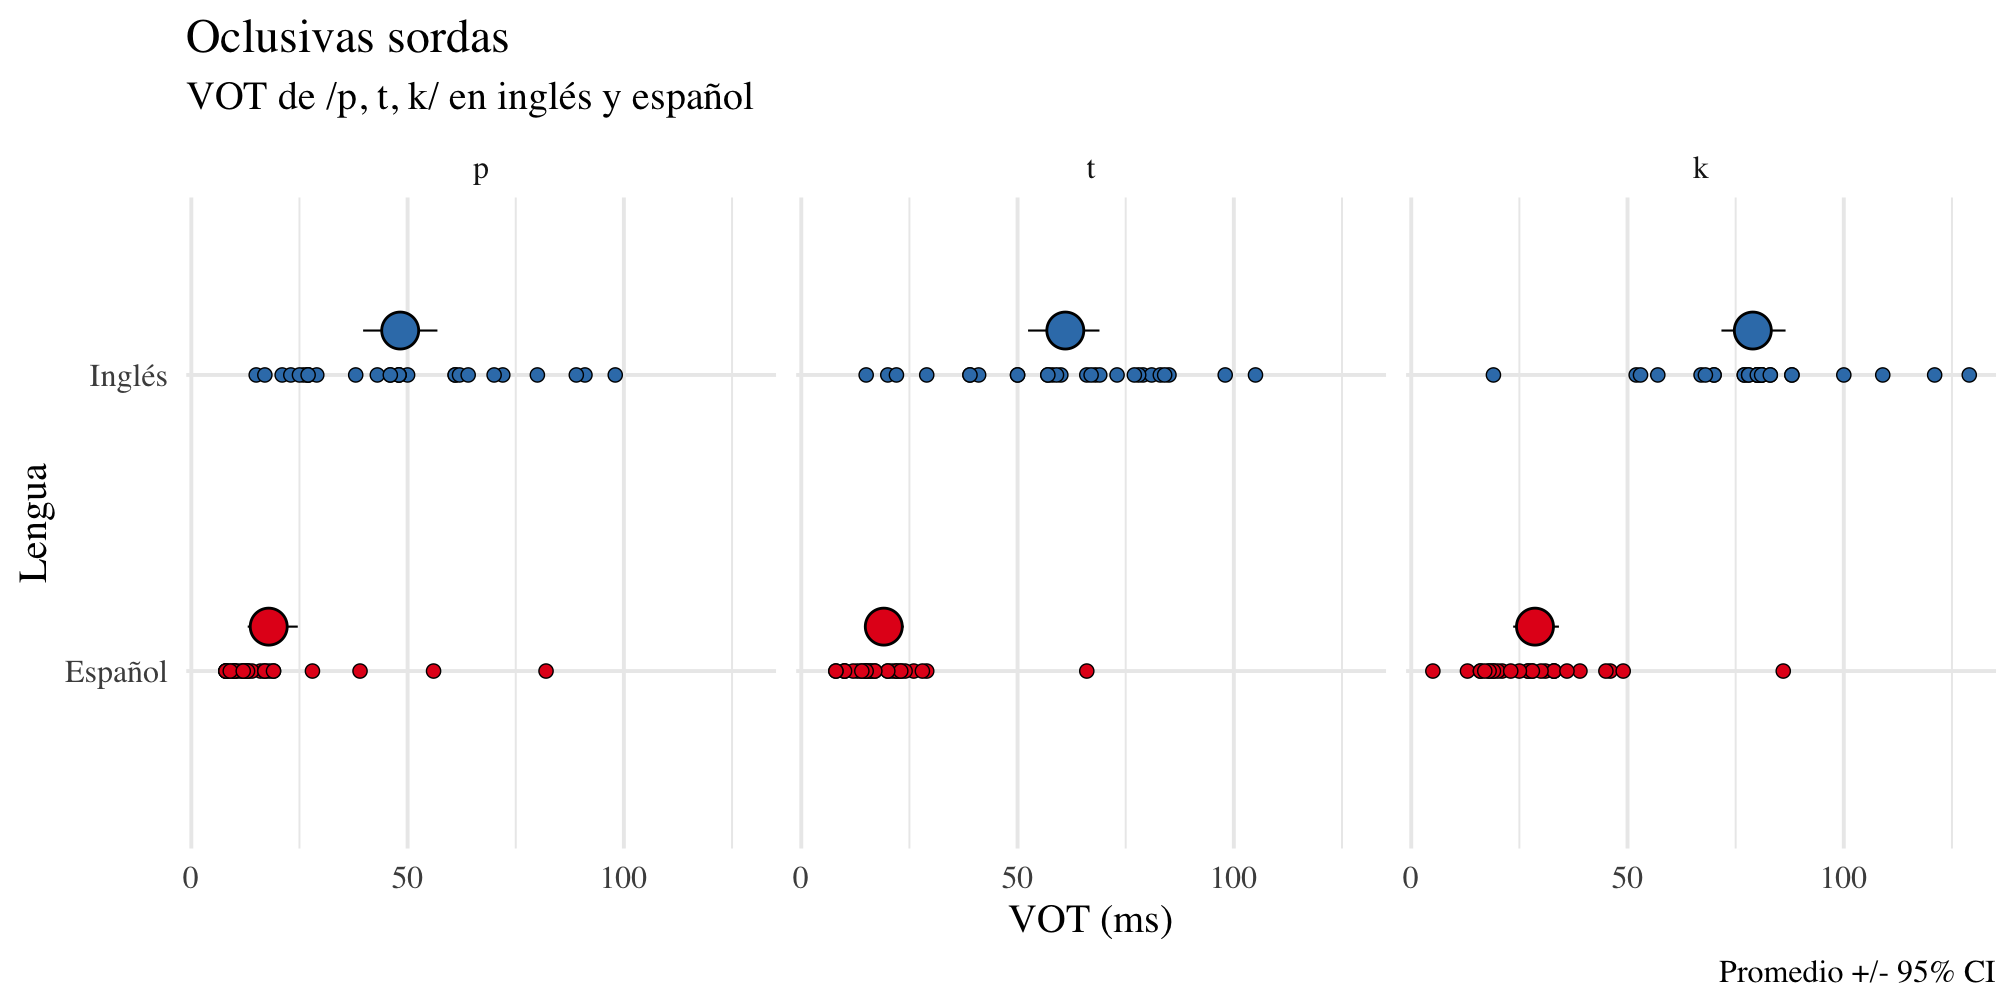 Oclusivas sordas
VOT de /p, t, k/ en inglés y español
p
t
k
Lengua
Inglés
Español
0
50
100
0
50
100
0
50
100
VOT (ms)
Promedio +/- 95% CI